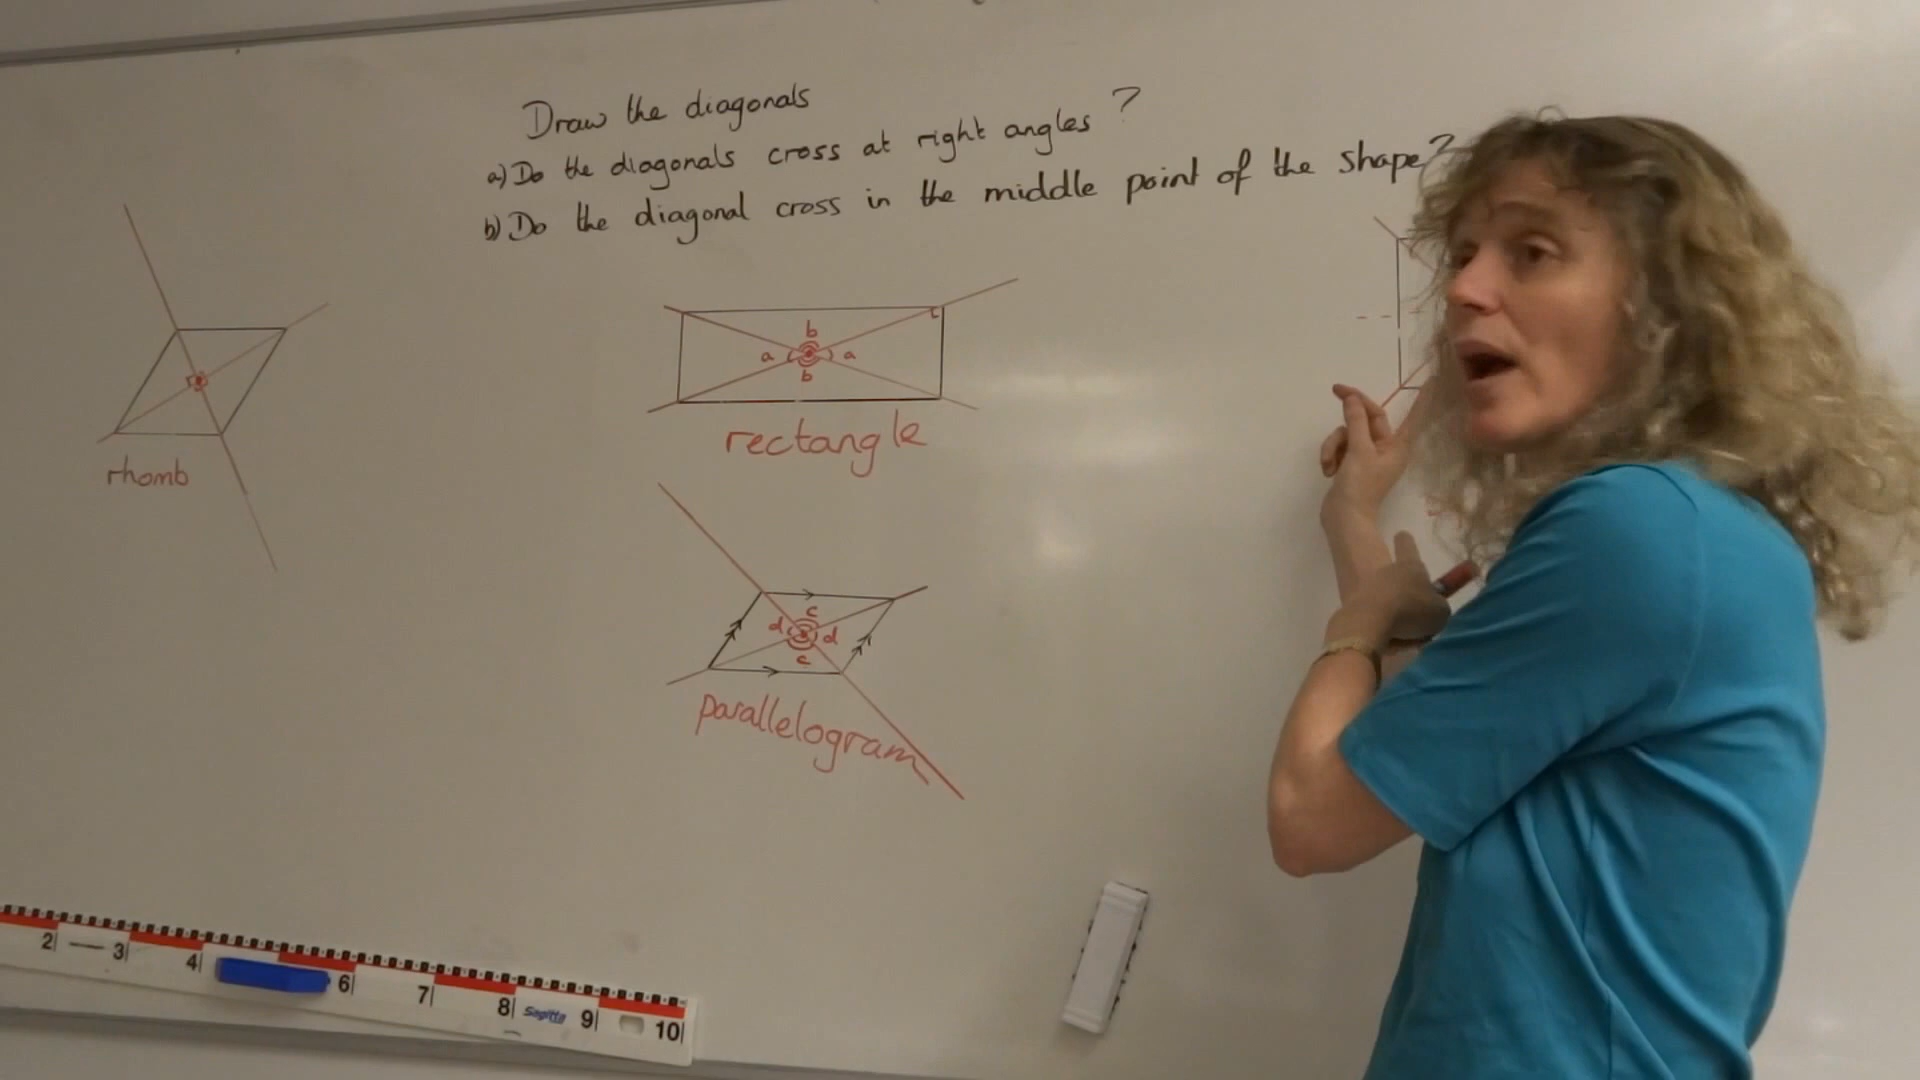 Draw the diagonals
a) Do the diagonals cross at right angles ?
b) Do the diagonal cross in the middle point of the shape?
b
a a
b
rectangle
rhomb
c
d d
c
parallelogram
2 3 4 6 7 8 Sagitta 9 10